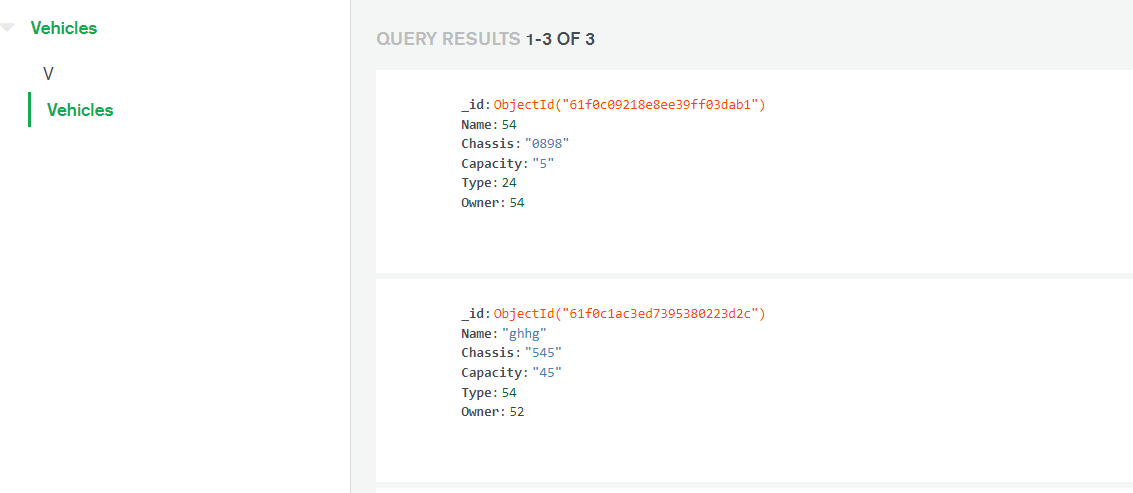 Vehicles
V
Vehicles
QUERY RESULTS 1-3 OF 3
_id: ObjectId("61f0c09218e8ee39ff03dab1")
Name: 54
Chassis: "0898"
Capacity: "5"
Type: 24
Owner: 54
_id: ObjectId("61f0c1ac3ed7395380223d2c")
Name: "ghhg"
Chassis: "545"
Capacity: "45"
Type: 54
Owner: 52